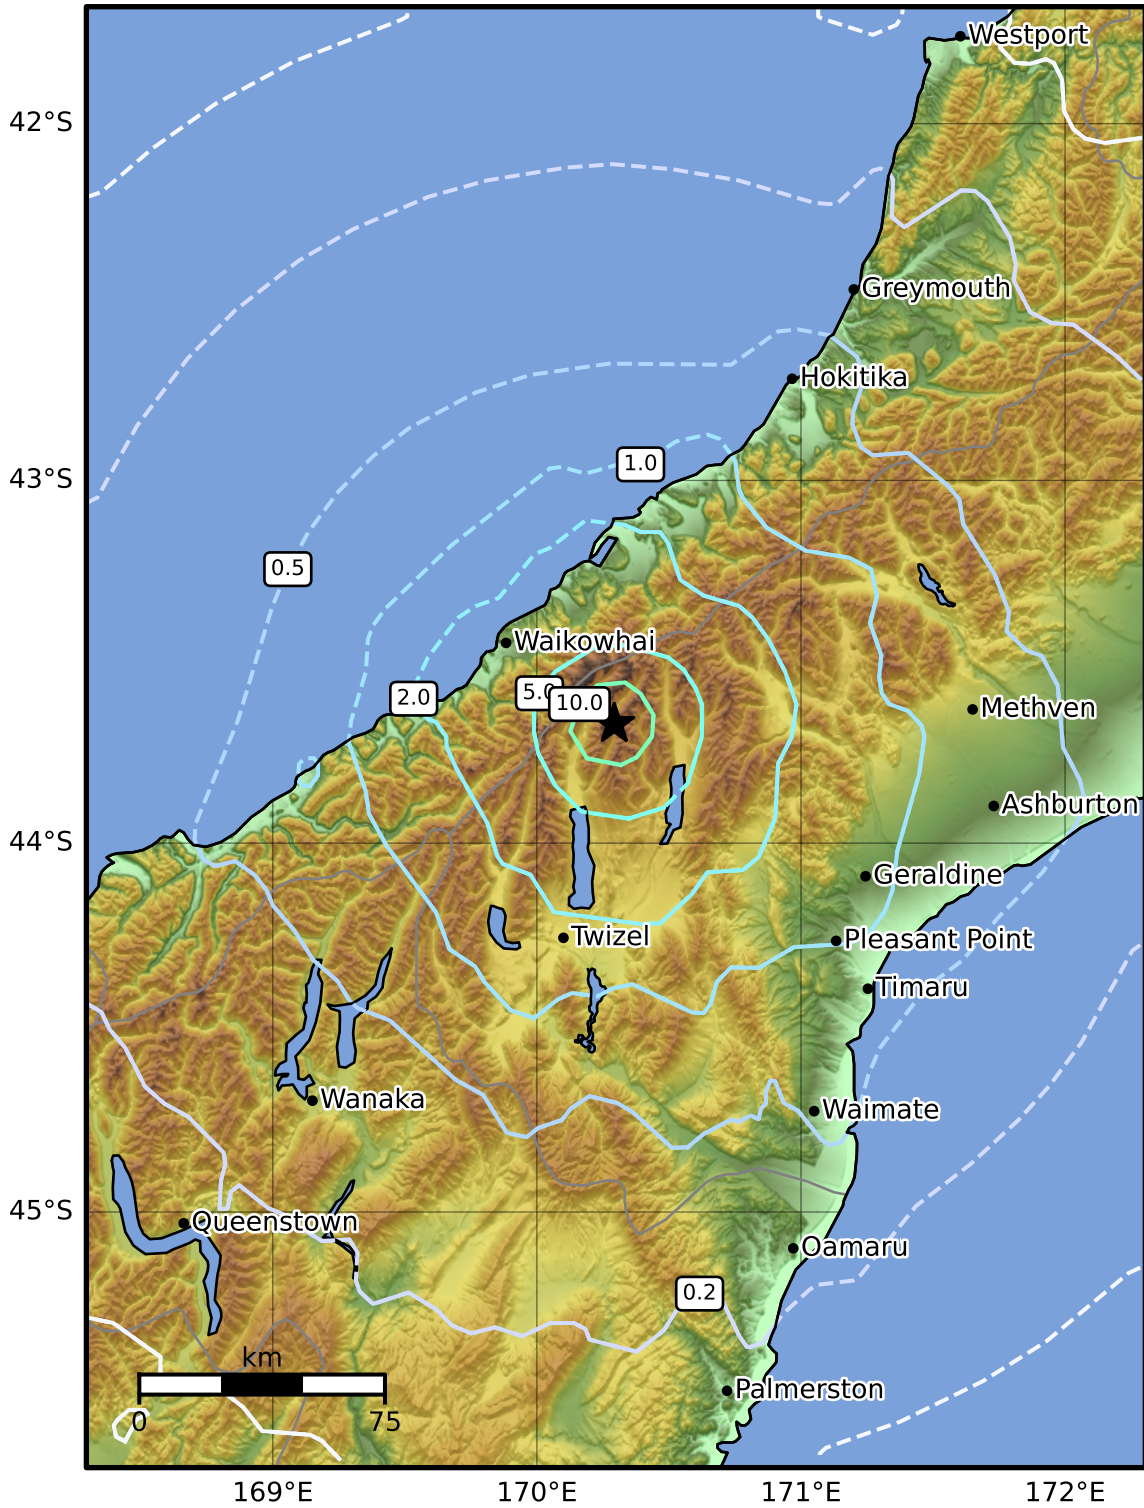 Westport
42°S
Greymouth
Hokitika
1.0
43°S
0.5
Waikowhai
2.0
5.0
10.0
Methven
Ashburton
44°S
Geraldine
Twizel
Pleasant Point
Timaru
Wanaka
Waimate
45°S
Queenstown
Oamaru
0.2
km
0
75
Palmerston
169°E
170°E
171°E
172°E